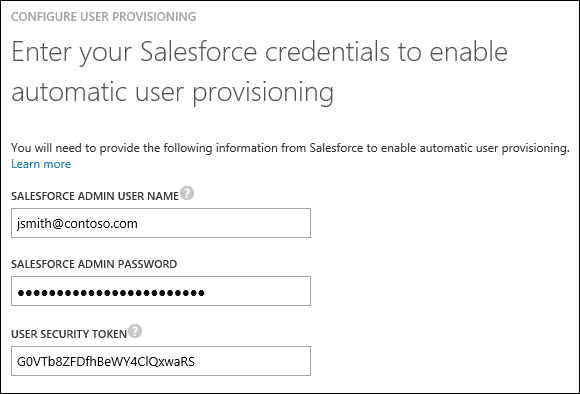 CONFIGURE USER PROVISIONING
Enter your Salesforce credentials to enable
automatic user provisioning
You will need to provide the following information from Salesforce to enable automatic user provisioning.
Learn more
SALESFORCE ADMIN USER NAME ?
jsmith@contoso.com
SALESFORCE ADMIN PASSWORD
●●●●●●●●●●●●●●●●●●●●●●●●
USER SECURITY TOKEN ?
G0VTb8ZFDfhBeWY4ClQxwaRS